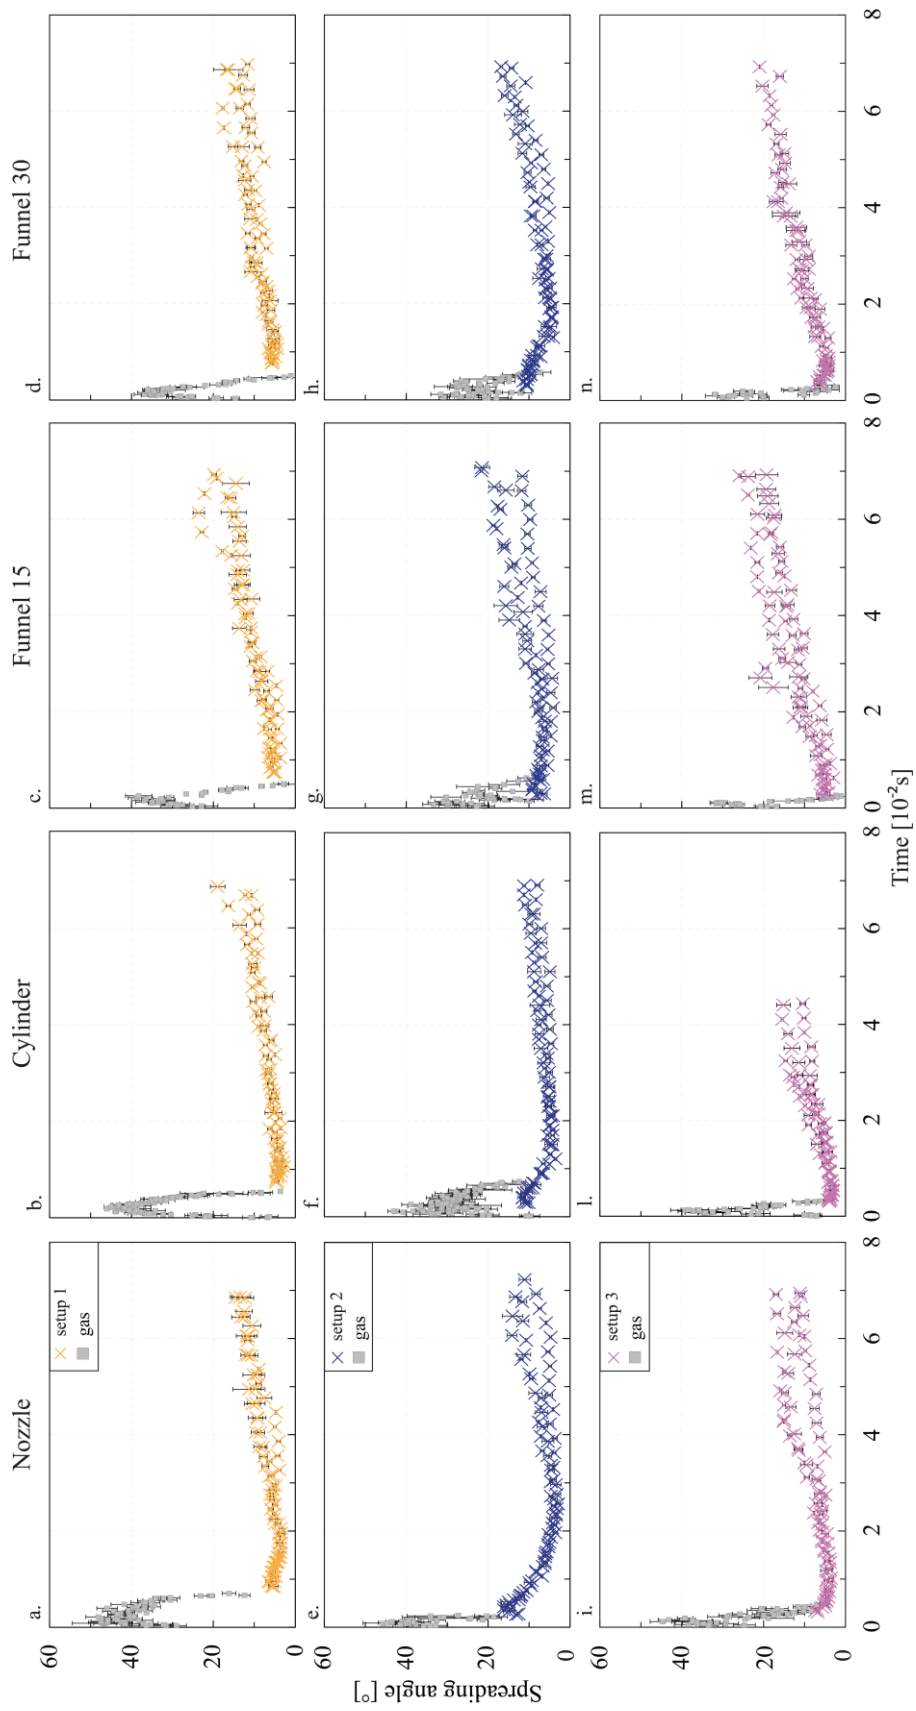 Nozzle Cylinder Funnel 15 Funnel 30
a. b. c. d.
setup 1
gas
60
40
20
0
e. f. g. h.
setup 2
gas
60
40
20
0
i. l. m. n.
setup 3
gas
60
40
20
0
Spreading angle [°]
0 2 4 6 8 0 2 4 6 8 0 2 4 6 8 0 2 4 6 8
Time [10⁻²s]